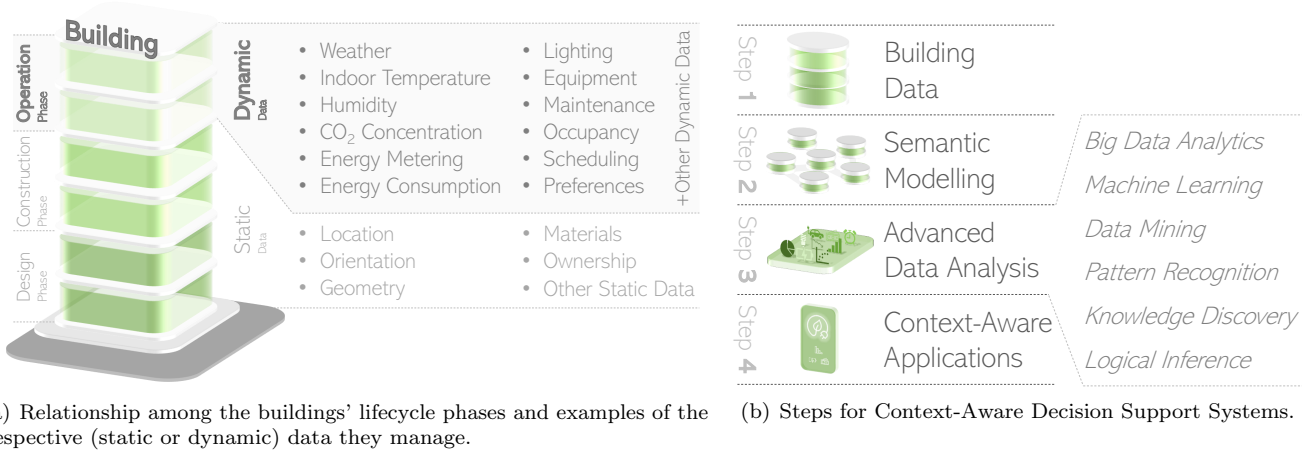 Building
Operation
Phase
Construction
Phase
Design
Phase
Dynamic
Data
• Weather
• Indoor Temperature
• Humidity
• CO₂ Concentration
• Energy Metering
• Energy Consumption
• Lighting
• Equipment
• Maintenance
• Occupancy
• Scheduling
• Preferences
+Other Dynamic Data
Static
Data
• Location
• Orientation
• Geometry
• Materials
• Ownership
• Other Static Data
) Relationship among the buildings' lifecycle phases and examples of the
espective (static or dynamic) data they manage.
Step 1
Building
Data
Step 2
Semantic
Modelling
Step 3
Advanced
Data Analysis
Step 4
Context-Aware
Applications
Big Data Analytics
Machine Learning
Data Mining
Pattern Recognition
Knowledge Discovery
Logical Inference
(b) Steps for Context-Aware Decision Support Systems.